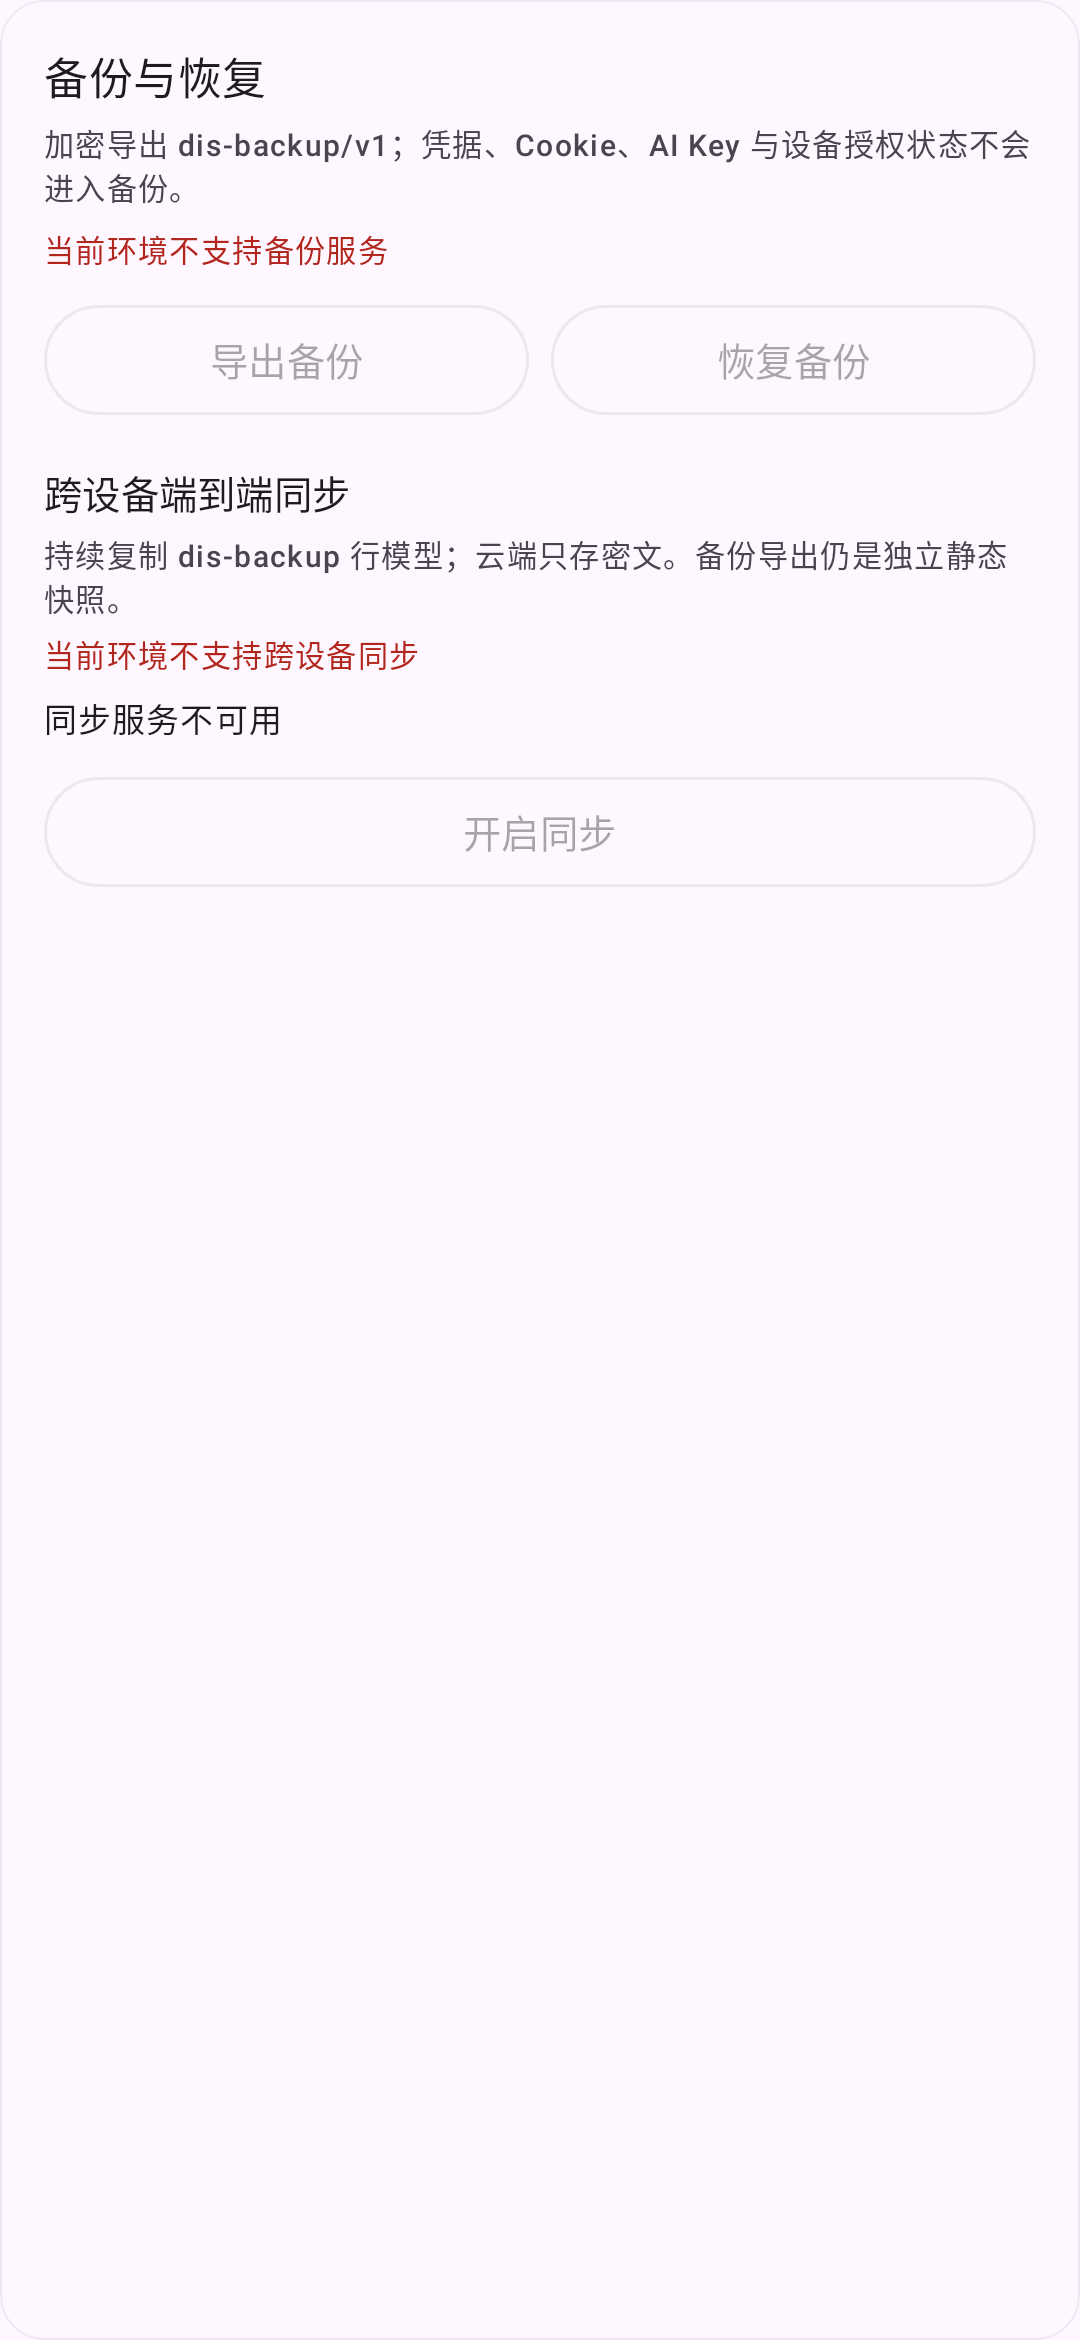 备份与恢复
加密导出 dis-backup/v1；凭据、Cookie、AI Key 与设备授权状态不会
进入备份。
当前环境不支持备份服务
导出备份
恢复备份
跨设备端到端同步
持续复制 dis-backup 行模型；云端只存密文。备份导出仍是独立静态
快照。
当前环境不支持跨设备同步
同步服务不可用
开启同步